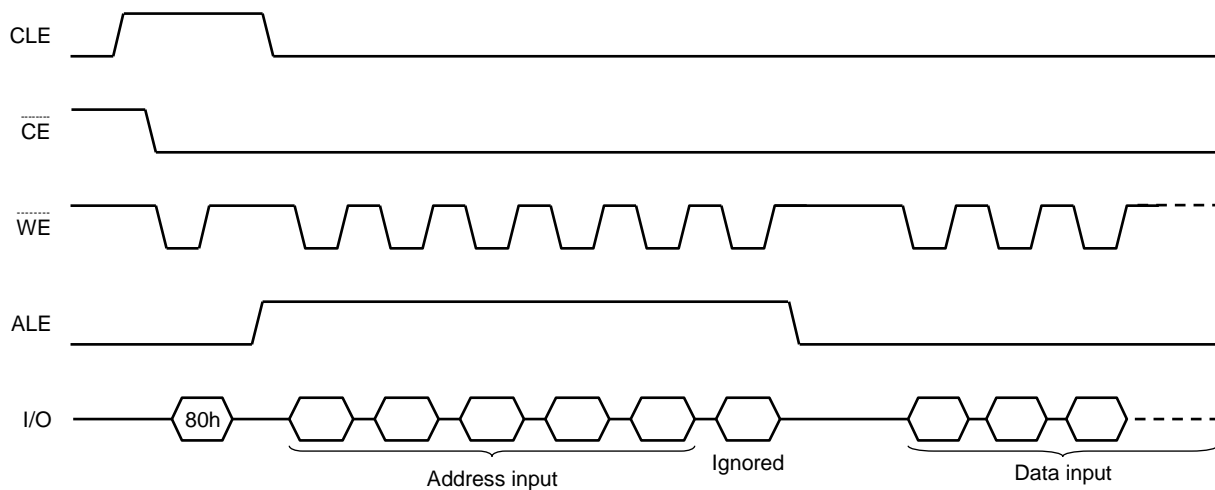 CLE
CE
WE
ALE
I/O
80h
Address input
Ignored
Data input